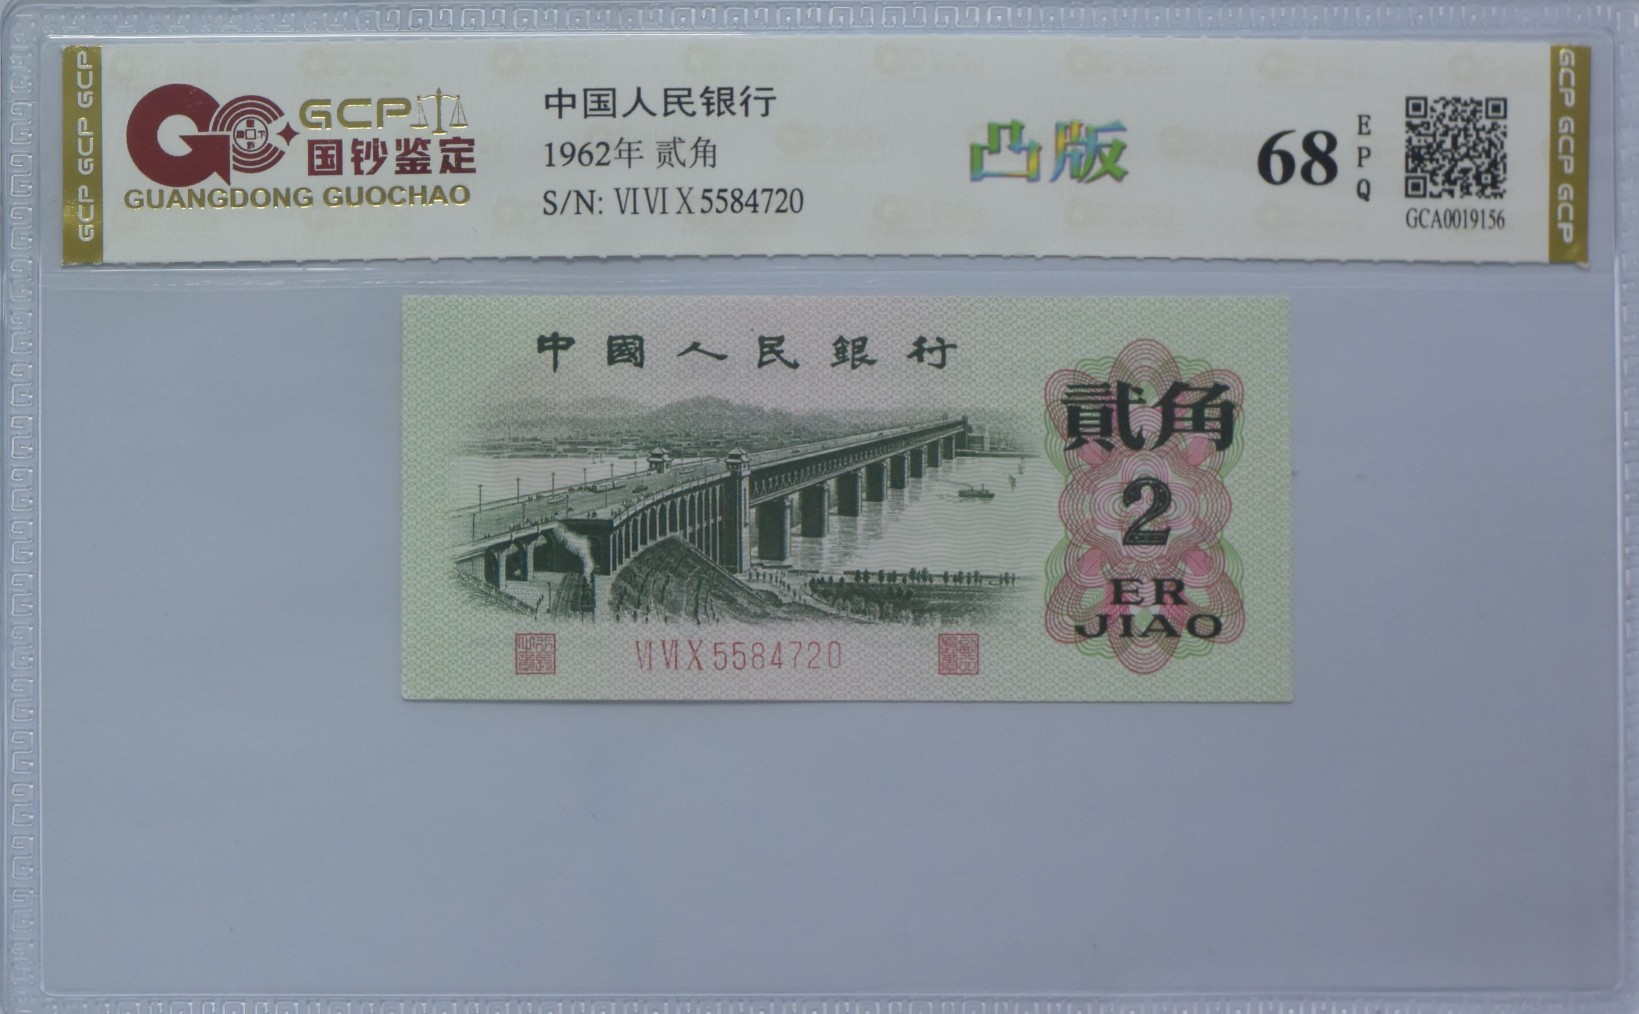 GCP GCP GCP
GCP
国钞鉴定
GUANGDONG GUOCHAO
中国人民银行
1962年 贰角
S/N: VI VI X 5584720
凸版
68
EPQ
GCA0019156
GCP GCP GCP
中國人民銀行
貳角
2
ER
JIAO
VI VI X 5584720